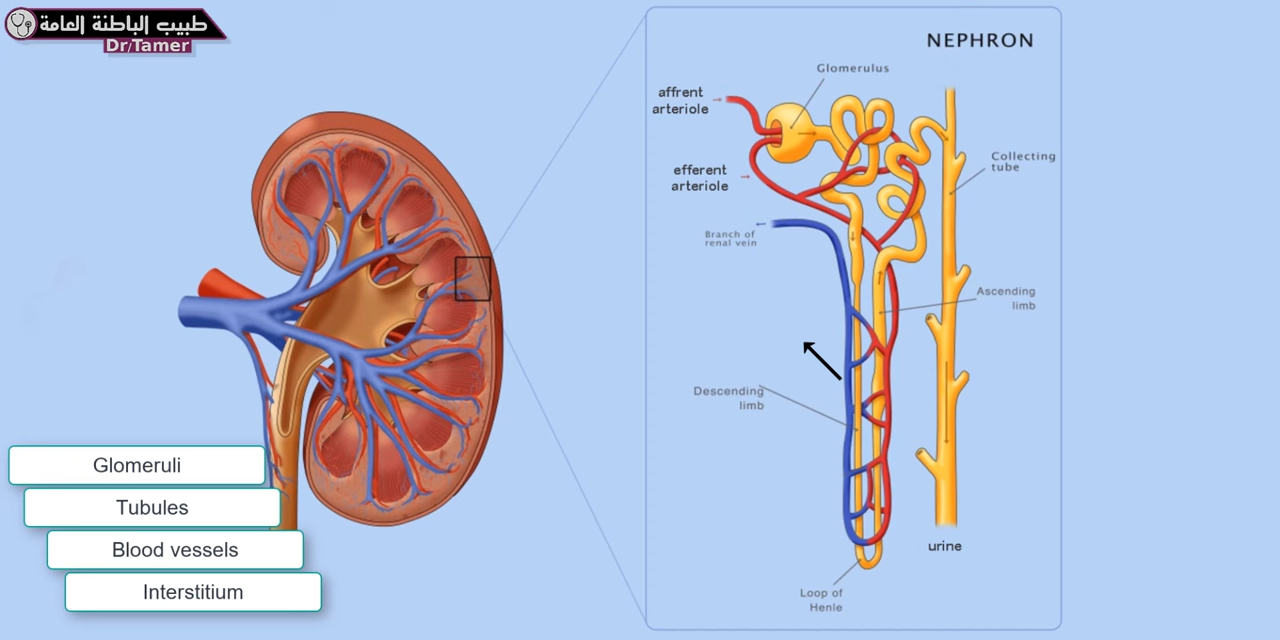 طبيب الباطنة العامة
Dr/Tamer
NEPHRON
Glomerulus
affrent
arteriole
efferent
arteriole
Collecting
tube
Branch of
renal vein
Ascending
limb
Descending
limb
Glomeruli
Tubules
Blood vessels
Interstitium
urine
Loop of
Henle